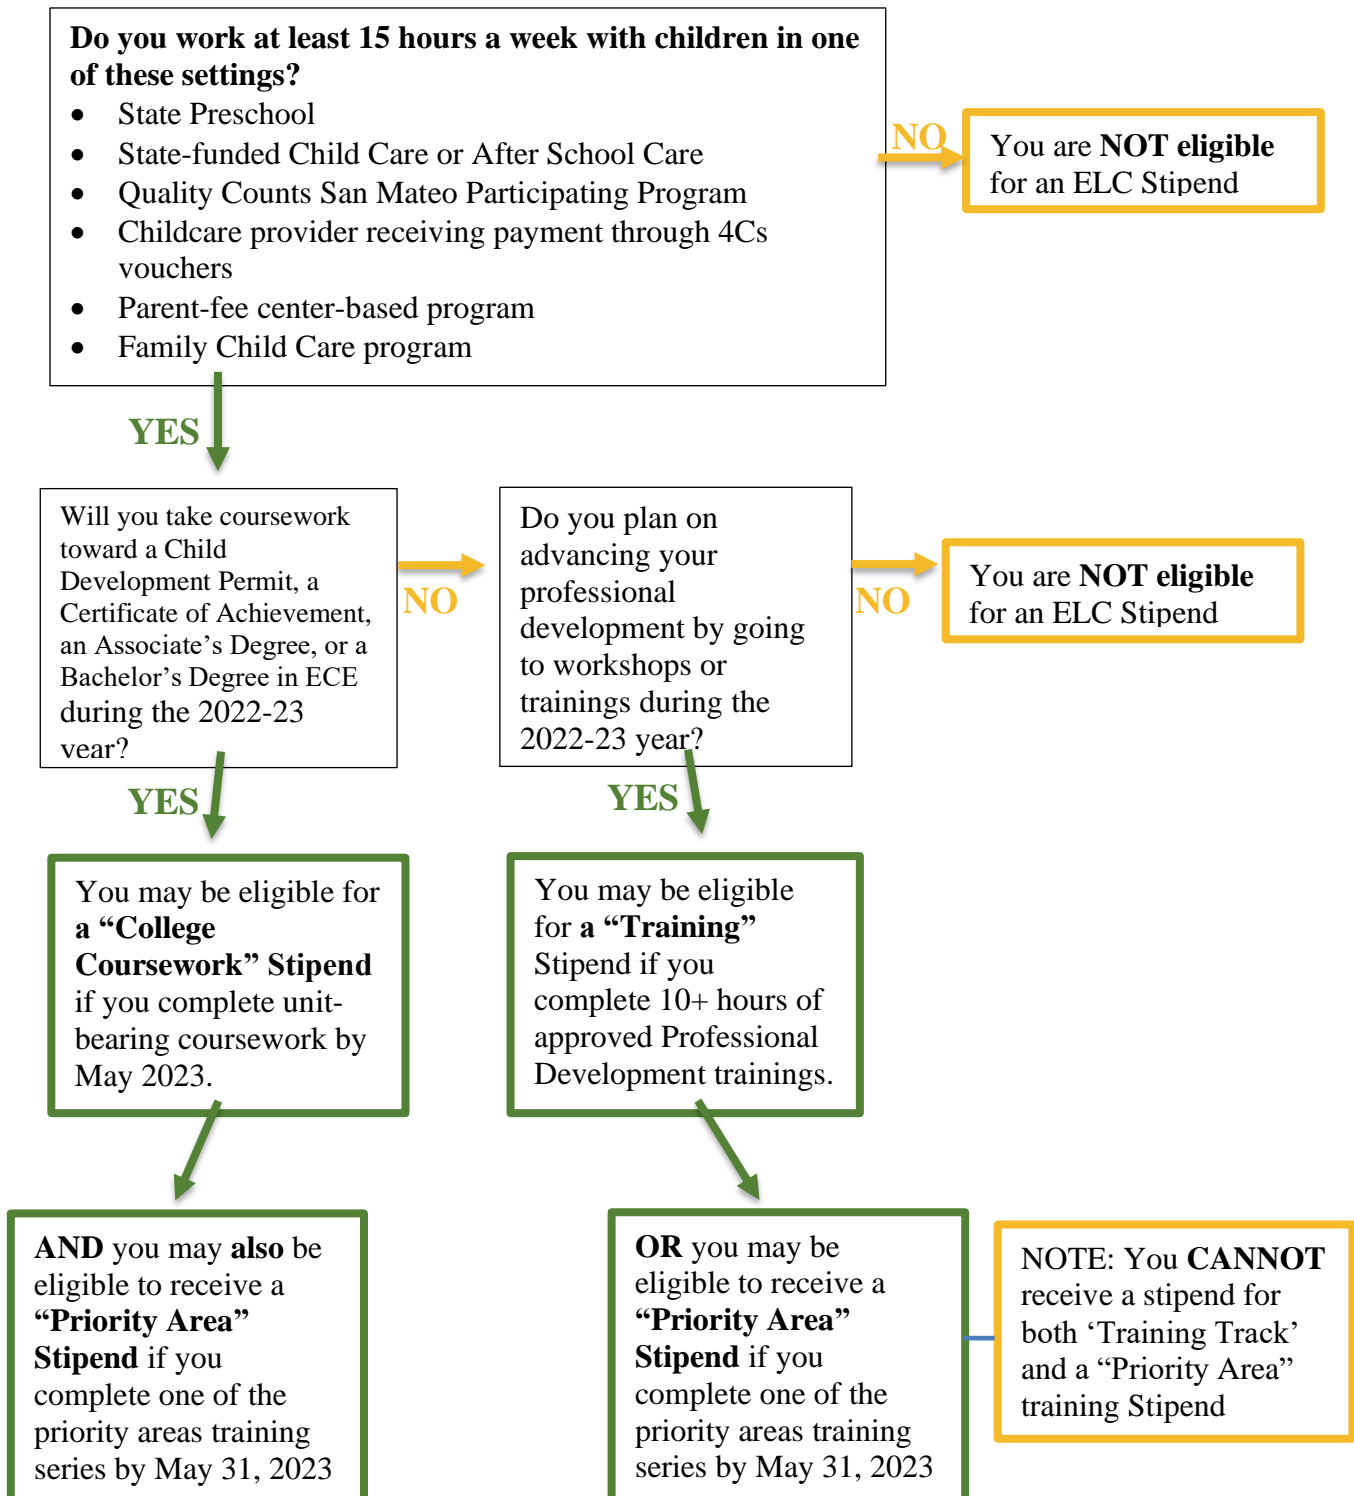 Do you work at least 15 hours a week with children in one
of these settings?
• State Preschool
• State-funded Child Care or After School Care
• Quality Counts San Mateo Participating Program
• Childcare provider receiving payment through 4Cs
vouchers
• Parent-fee center-based program
• Family Child Care program
NO
You are NOT eligible
for an ELC Stipend
YES
Will you take coursework
toward a Child
Development Permit, a
Certificate of Achievement,
an Associate’s Degree, or a
Bachelor’s Degree in ECE
during the 2022-23
year?
NO
Do you plan on
advancing your
professional
development by going
to workshops or
trainings during the
2022-23 year?
NO
You are NOT eligible
for an ELC Stipend
YES
YES
You may be eligible for
a “College
Coursework” Stipend
if you complete unit-
bearing coursework by
May 2023.
You may be eligible
for a “Training”
Stipend if you
complete 10+ hours of
approved Professional
Development trainings.
AND you may also be
eligible to receive a
“Priority Area”
Stipend if you
complete one of the
priority areas training
series by May 31, 2023
OR you may be
eligible to receive a
“Priority Area”
Stipend if you
complete one of the
priority areas training
series by May 31, 2023
NOTE: You CANNOT
receive a stipend for
both ‘Training Track’
and a “Priority Area”
training Stipend